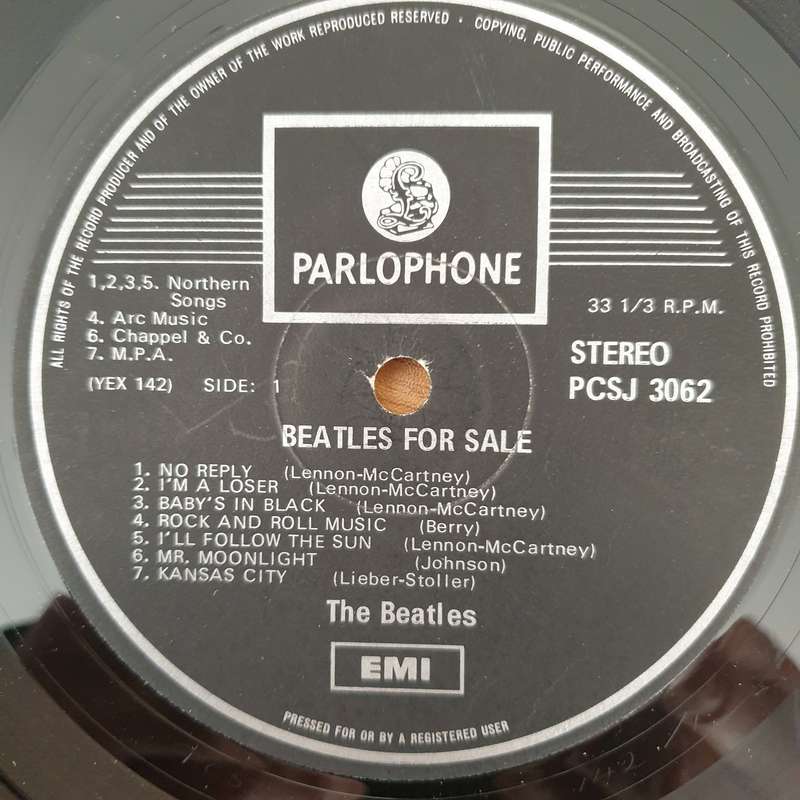 ALL RIGHTS OF THE RECORD PRODUCER AND OF THE OWNER OF THE WORK REPRODUCED RESERVED · COPYING, PUBLIC PERFORMANCE AND BROADCASTING OF THIS RECORD PROHIBITED
PARLOPHONE
1,2,3,5. Northern
Songs
4. Arc Music
6. Chappel & Co.
7. M.P.A.
(YEX 142) SIDE: 1
33 1/3 R.P.M.
STEREO
PCSJ 3062
BEATLES FOR SALE
1. NO REPLY (Lennon-McCartney)
2. I'M A LOSER (Lennon-McCartney)
3. BABY'S IN BLACK (Lennon-McCartney)
4. ROCK AND ROLL MUSIC (Berry)
5. I'LL FOLLOW THE SUN (Lennon-McCartney)
6. MR. MOONLIGHT (Johnson)
7. KANSAS CITY (Lieber-Stoller)
The Beatles
EMI
PRESSED FOR OR BY A REGISTERED USER